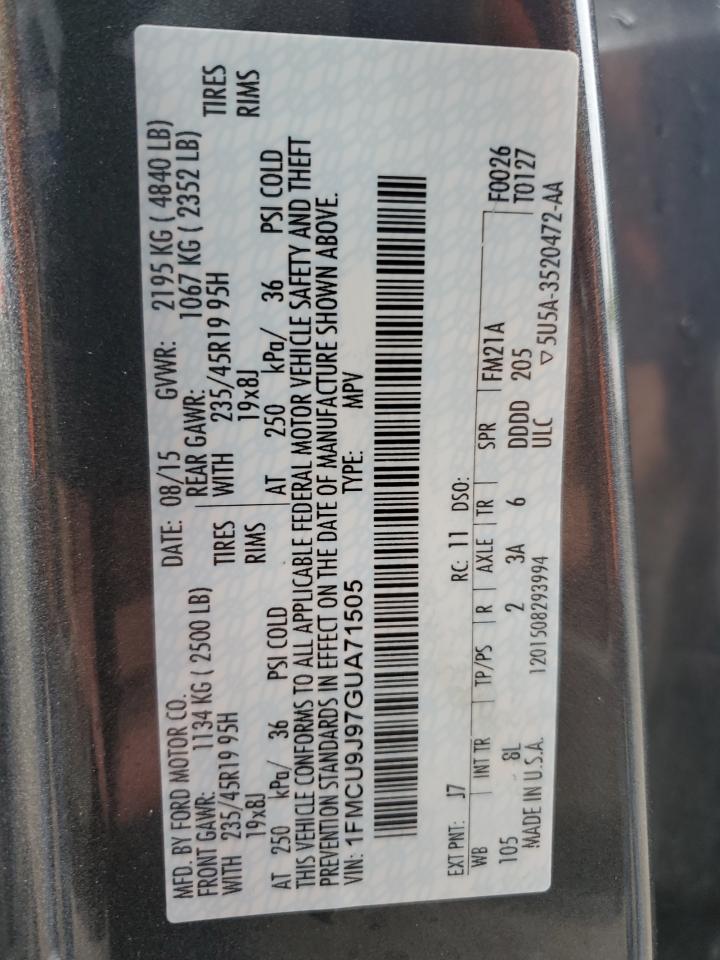 MFD. BY FORD MOTOR CO. DATE: 08/15 GVWR: 2195 KG ( 4840 LB)
FRONT GAWR: 1134 KG ( 2500 LB) REAR GAWR: 1067 KG ( 2352 LB)
WITH 235/45R19 95H TIRES WITH 235/45R19 95H TIRES
19x8J RIMS 19x8J RIMS
AT 250 kPa/ 36 PSI COLD AT 250 kPa/ 36 PSI COLD
THIS VEHICLE CONFORMS TO ALL APPLICABLE FEDERAL MOTOR VEHICLE SAFETY AND THEFT
PREVENTION STANDARDS IN EFFECT ON THE DATE OF MANUFACTURE SHOWN ABOVE.
VIN: 1FMCU9J97GUA71505 TYPE: MPV
F0026
T0127
EXT PNT: J7 RC: 11 DSO:
WB INT TR TP/PS R AXLE TR SPR FM21A
105 8L 2 3A 6 DDDD 205
MADE IN U.S.A. 1201508293994 ULC ▽5U5A-3520472-AA